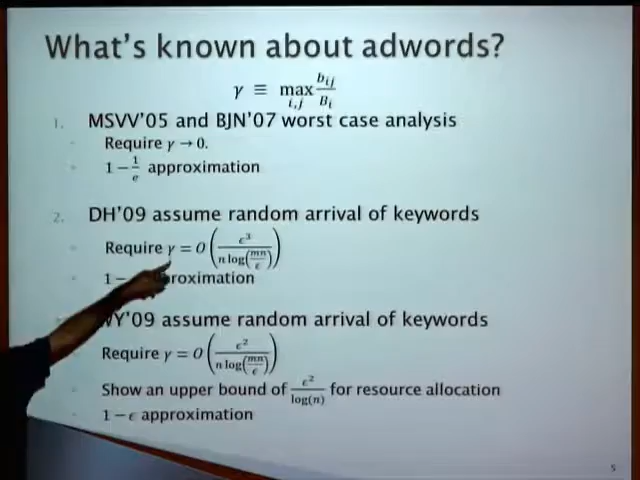 What's known about adwords?
γ ≡ max_{i,j} b_{ij}/B_i
1. MSVV'05 and BJN'07 worst case analysis
Require γ → 0.
1 − 1/e approximation
2. DH'09 assume random arrival of keywords
Require γ = O(ϵ³/(n log(mn/ϵ)))
1 − roximation
WY'09 assume random arrival of keywords
Require γ = O(ϵ²/(n log(mn/ϵ)))
Show an upper bound of ϵ²/log(n) for resource allocation
1 − ϵ approximation
5